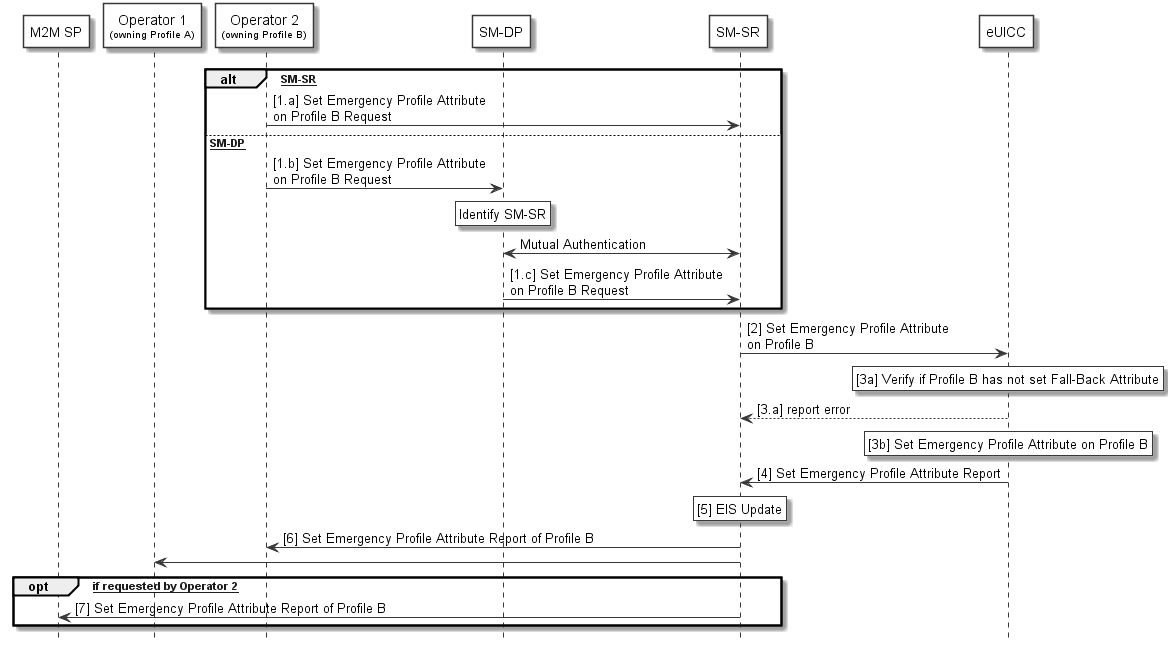 M2M SP
Operator 1
(owning Profile A)
Operator 2
(owning Profile B)
SM-DP
SM-SR
eUICC
alt
SM-SR
[1.a] Set Emergency Profile Attribute
on Profile B Request
SM-DP
[1.b] Set Emergency Profile Attribute
on Profile B Request
Identify SM-SR
Mutual Authentication
[1.c] Set Emergency Profile Attribute
on Profile B Request
[2] Set Emergency Profile Attribute
on Profile B
[3a] Verify if Profile B has not set Fall-Back Attribute
[3.a] report error
[3b] Set Emergency Profile Attribute on Profile B
[4] Set Emergency Profile Attribute Report
[5] EIS Update
[6] Set Emergency Profile Attribute Report of Profile B
opt
if requested by Operator 2
[7] Set Emergency Profile Attribute Report of Profile B